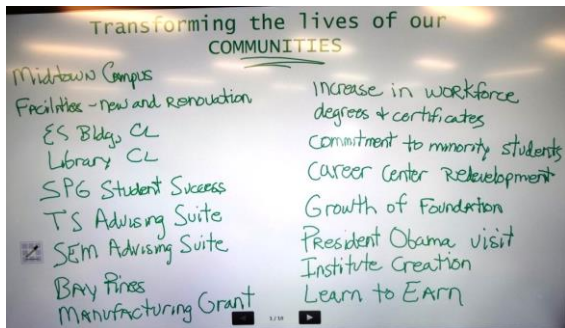 Transforming the lives of our
COMMUNITIES
Midtown Campus
Facilities - new and Renovation
ES Bldg, CL
Library CL
SPG Student Success
TS Advising Suite
SEM Advising Suite
Bay Pines
Manufacturing Grant
Increase in workforce
degrees + certificates
Commitment to minority students
Career Center Redevelopment
Growth of Foundation
President Obama visit
Institute Creation
Learn to Earn